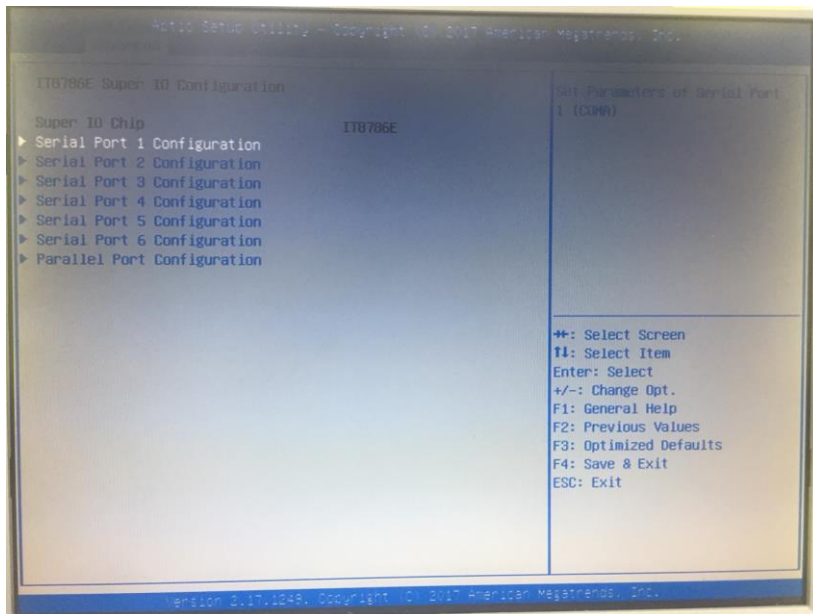 Aptio Setup Utility – Copyright (C) 2017 American Megatrends, Inc.
Advanced
IT8786E Super IO Configuration
Super IO Chip IT8786E
Serial Port 1 Configuration
Serial Port 2 Configuration
Serial Port 3 Configuration
Serial Port 4 Configuration
Serial Port 5 Configuration
Serial Port 6 Configuration
Parallel Port Configuration
Set Parameters of Serial Port
1 (COMA)
→←: Select Screen
↑↓: Select Item
Enter: Select
+/-: Change Opt.
F1: General Help
F2: Previous Values
F3: Optimized Defaults
F4: Save & Exit
ESC: Exit
Version 2.17.1249. Copyright (C) 2017 American Megatrends, Inc.